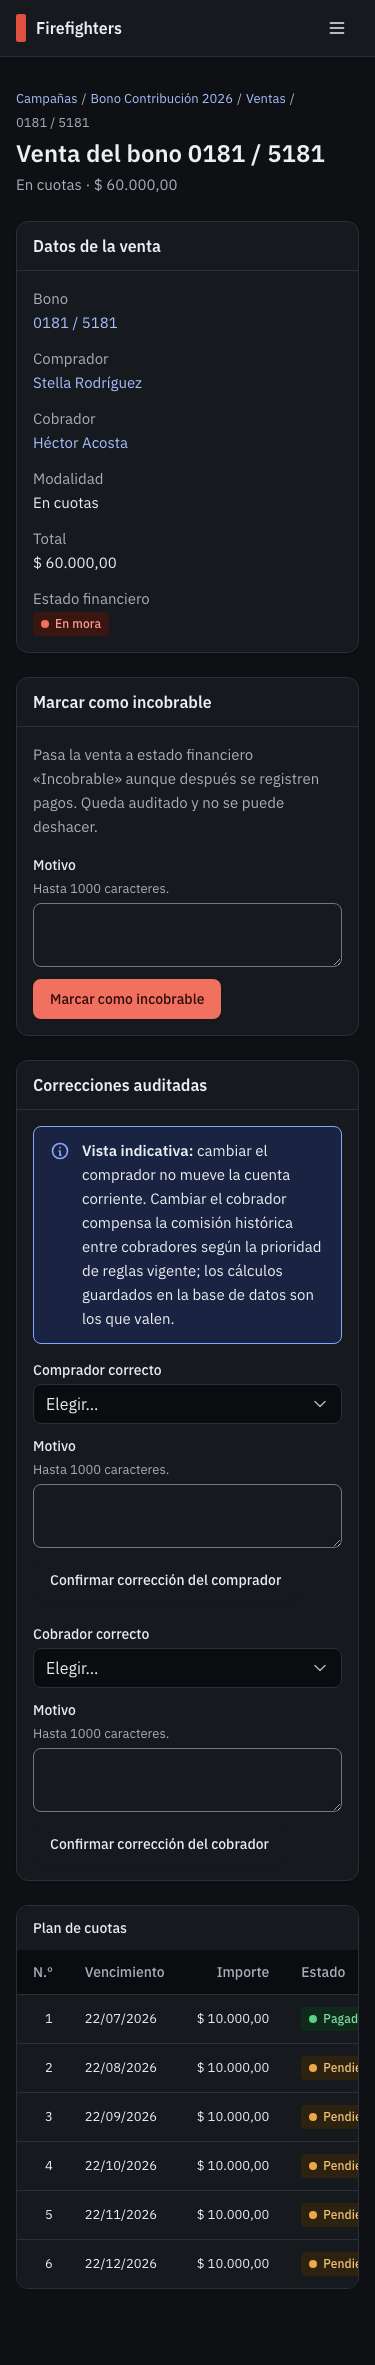 Firefighters
Campañas / Bono Contribución 2026 / Ventas /
0181 / 5181
Venta del bono 0181 / 5181
En cuotas · $ 60.000,00
Datos de la venta
Bono
0181 / 5181
Comprador
Stella Rodríguez
Cobrador
Héctor Acosta
Modalidad
En cuotas
Total
$ 60.000,00
Estado financiero
En mora
Marcar como incobrable
Pasa la venta a estado financiero
«Incobrable» aunque después se registren
pagos. Queda auditado y no se puede
deshacer.
Motivo
Hasta 1000 caracteres.
Marcar como incobrable
Correcciones auditadas
Vista indicativa: cambiar el
comprador no mueve la cuenta
corriente. Cambiar el cobrador
compensa la comisión histórica
entre cobradores según la prioridad
de reglas vigente; los cálculos
guardados en la base de datos son
los que valen.
Comprador correcto
Elegir...
Motivo
Hasta 1000 caracteres.
Confirmar corrección del comprador
Cobrador correcto
Elegir...
Motivo
Hasta 1000 caracteres.
Confirmar corrección del cobrador
Plan de cuotas
N.º Vencimiento Importe Estado
1 22/07/2026 $ 10.000,00 Pagad
2 22/08/2026 $ 10.000,00 Pendie
3 22/09/2026 $ 10.000,00 Pendie
4 22/10/2026 $ 10.000,00 Pendie
5 22/11/2026 $ 10.000,00 Pendie
6 22/12/2026 $ 10.000,00 Pendie